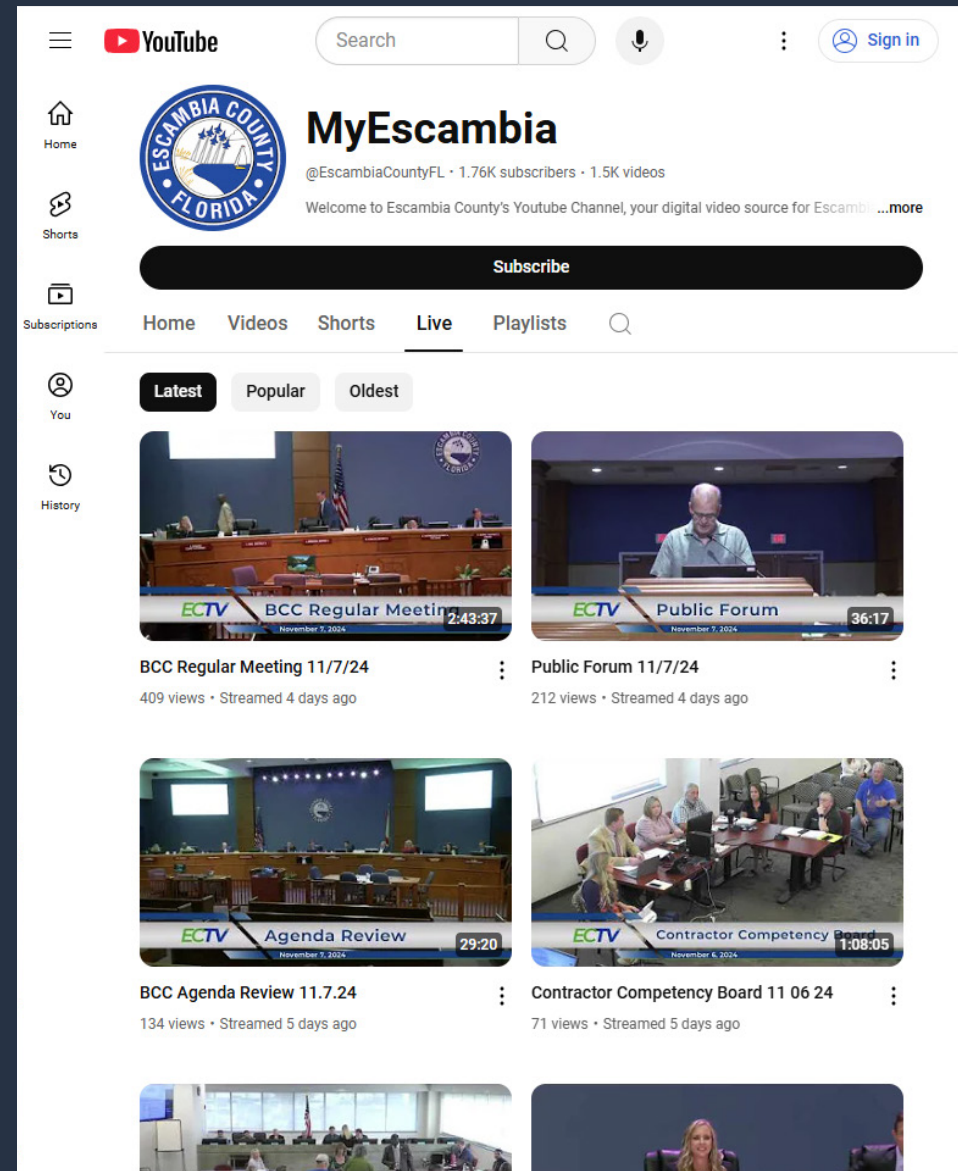 YouTube
Search
Sign in
Home
Shorts
Subscriptions
You
History
ESCAMBIA COUNTY
FLORIDA
MyEscambia
@EscambiaCountyFL • 1.76K subscribers • 1.5K videos
Welcome to Escambia County's Youtube Channel, your digital video source for Escamb ...more
Subscribe
Home Videos Shorts Live Playlists
Latest Popular Oldest
ECTV BCC Regular Meeting
November 7, 2024
2:43:37
BCC Regular Meeting 11/7/24
409 views • Streamed 4 days ago
ECTV Public Forum
November 7, 2024
36:17
Public Forum 11/7/24
212 views • Streamed 4 days ago
ECTV Agenda Review
November 7, 2024
29:20
BCC Agenda Review 11.7.24
134 views • Streamed 5 days ago
ECTV Contractor Competency Board
November 6, 2024
1:08:05
Contractor Competency Board 11 06 24
71 views • Streamed 5 days ago